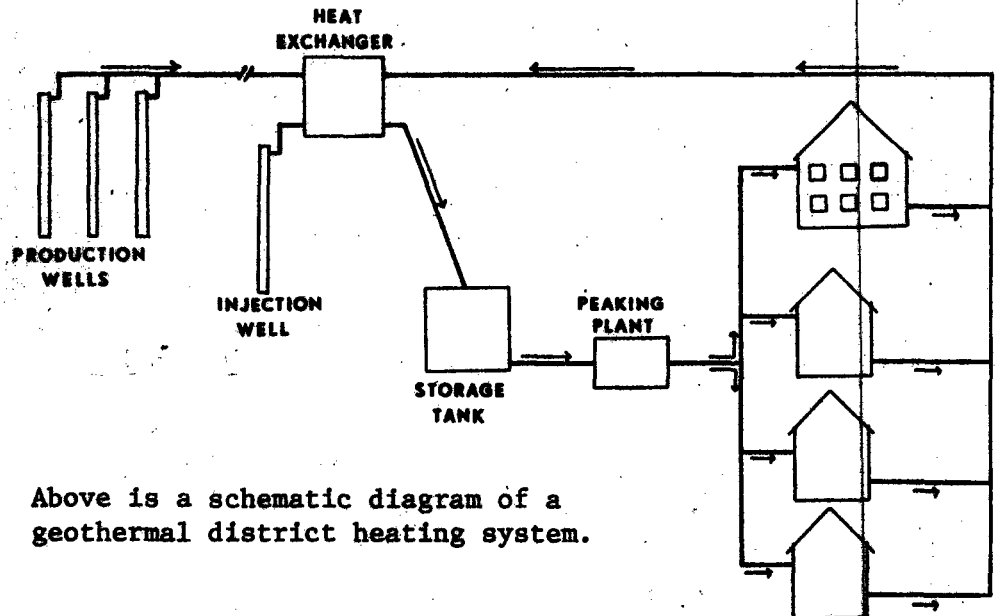 HEAT
EXCHANGER
PRODUCTION
WELLS
INJECTION
WELL
PEAKING
PLANT
STORAGE
TANK
Above is a schematic diagram of a
geothermal district heating system.